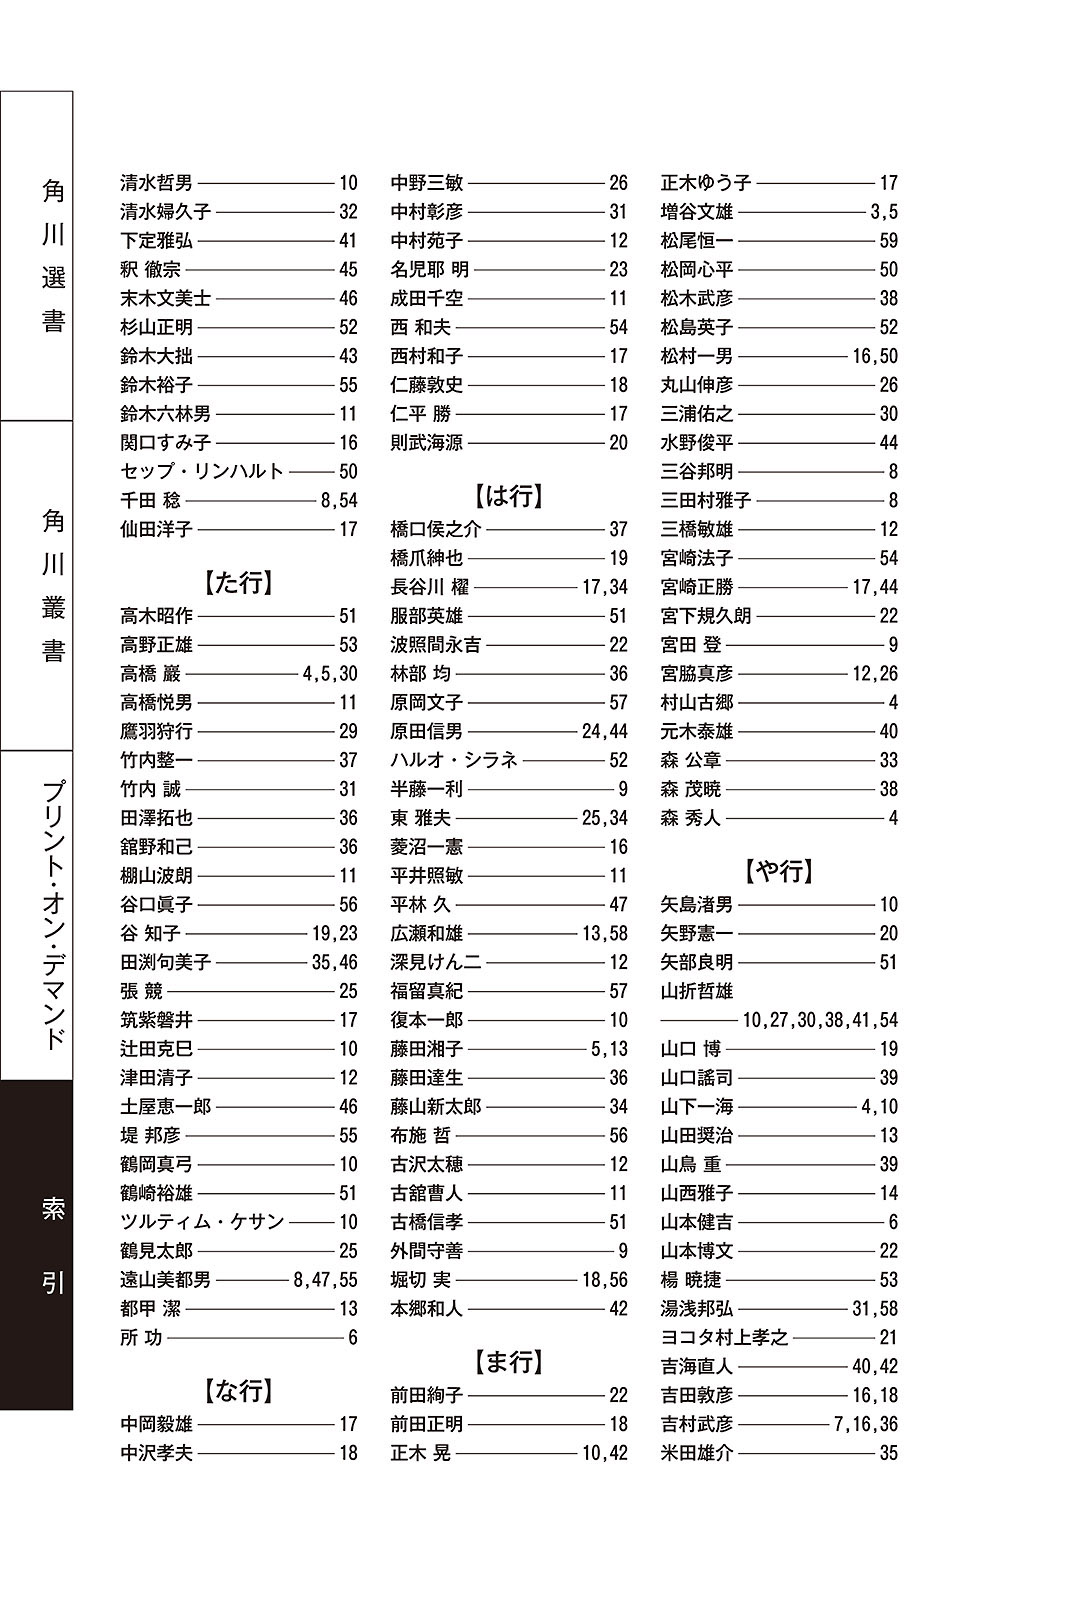 角川選書
角川叢書
プリント・オン・デマンド
索引
清水哲男 10
清水婦久子 32
下定雅弘 41
釈 徹宗 45
末木文美士 46
杉山正明 52
鈴木大拙 43
鈴木裕子 55
鈴木六林男 11
関口すみ子 16
セップ・リンハルト 50
千田 稔 8,54
仙田洋子 17
【た行】
高木昭作 51
高野正雄 53
高橋 巖 4,5,30
高橋悦男 11
鷹羽狩行 29
竹内整一 37
竹内 誠 31
田澤拓也 36
舘野和己 36
棚山波朗 11
谷口眞子 56
谷 知子 19,23
田渕句美子 35,46
張 競 25
筑紫磐井 17
辻田克巳 10
津田清子 12
土屋恵一郎 46
堤 邦彦 55
鶴岡真弓 10
鶴崎裕雄 51
ツルティム・ケサン 10
鶴見太郎 25
遠山美都男 8,47,55
都甲 潔 13
所 功 6
【な行】
中岡毅雄 17
中沢孝夫 18
中野三敏 26
中村彰彦 31
中村苑子 12
名児耶 明 23
成田千空 11
西 和夫 54
西村和子 17
仁藤敦史 18
仁平 勝 17
則武海源 20
【は行】
橋口侯之介 37
橋爪紳也 19
長谷川 櫂 17,34
服部英雄 51
波照間永吉 22
林部 均 36
原岡文子 57
原田信男 24,44
ハルオ・シラネ 52
半藤一利 9
東 雅夫 25,34
菱沼一憲 16
平井照敏 11
平林 久 47
広瀬和雄 13,58
深見けん二 12
福留真紀 57
復本一郎 10
藤田湘子 5,13
藤田達生 36
藤山新太郎 34
布施 哲 56
古沢太穂 12
古舘曹人 11
古橋信孝 51
外間守善 9
堀切 実 18,56
本郷和人 42
【ま行】
前田絢子 22
前田正明 18
正木 晃 10,42
正木ゆう子 17
増谷文雄 3,5
松尾恒一 59
松岡心平 50
松木武彦 38
松島英子 52
松村一男 16,50
丸山伸彦 26
三浦佑之 30
水野俊平 44
三谷邦明 8
三田村雅子 8
三橋敏雄 12
宮崎法子 54
宮崎正勝 17,44
宮下規久朗 22
宮田 登 9
宮脇真彦 12,26
村山古郷 4
元木泰雄 40
森 公章 33
森 茂暁 38
森 秀人 4
【や行】
矢島渚男 10
矢野憲一 20
矢部良明 51
山折哲雄
10,27,30,38,41,54
山口 博 19
山口謠司 39
山下一海 4,10
山田奨治 13
山鳥 重 39
山西雅子 14
山本健吉 6
山本博文 22
楊 暁捷 53
湯浅邦弘 31,58
ヨコタ村上孝之 21
吉海直人 40,42
吉田敦彦 16,18
吉村武彦 7,16,36
米田雄介 35